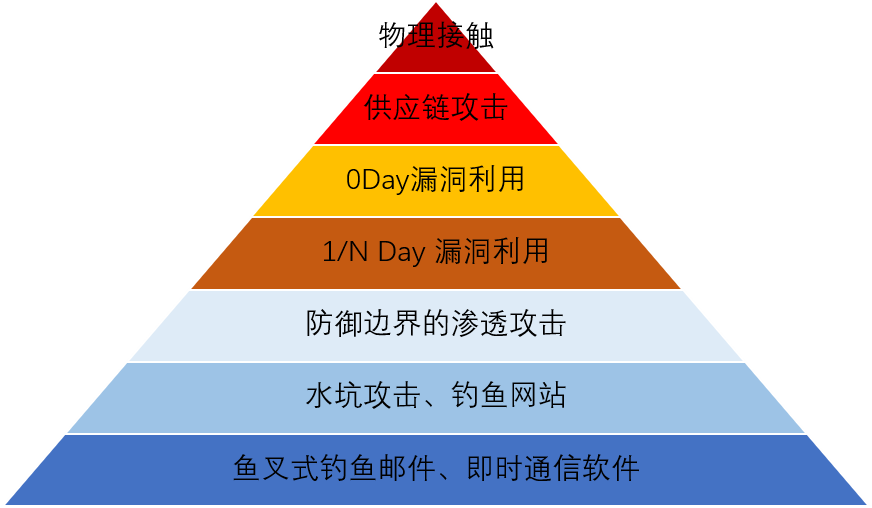 物理接触
供应链攻击
0Day漏洞利用
1/N Day 漏洞利用
防御边界的渗透攻击
水坑攻击、钓鱼网站
鱼叉式钓鱼邮件、即时通信软件